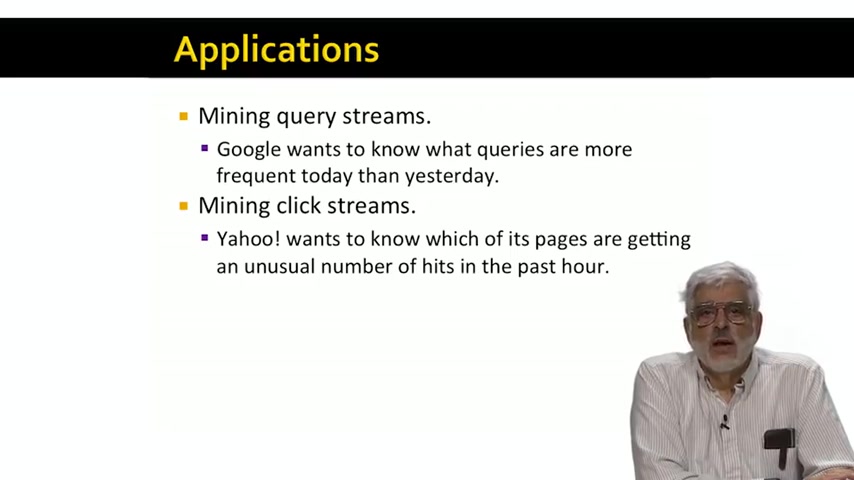 Applications
Mining query streams.
Google wants to know what queries are more
frequent today than yesterday.
Mining click streams.
Yahoo! wants to know which of its pages are getting
an unusual number of hits in the past hour.